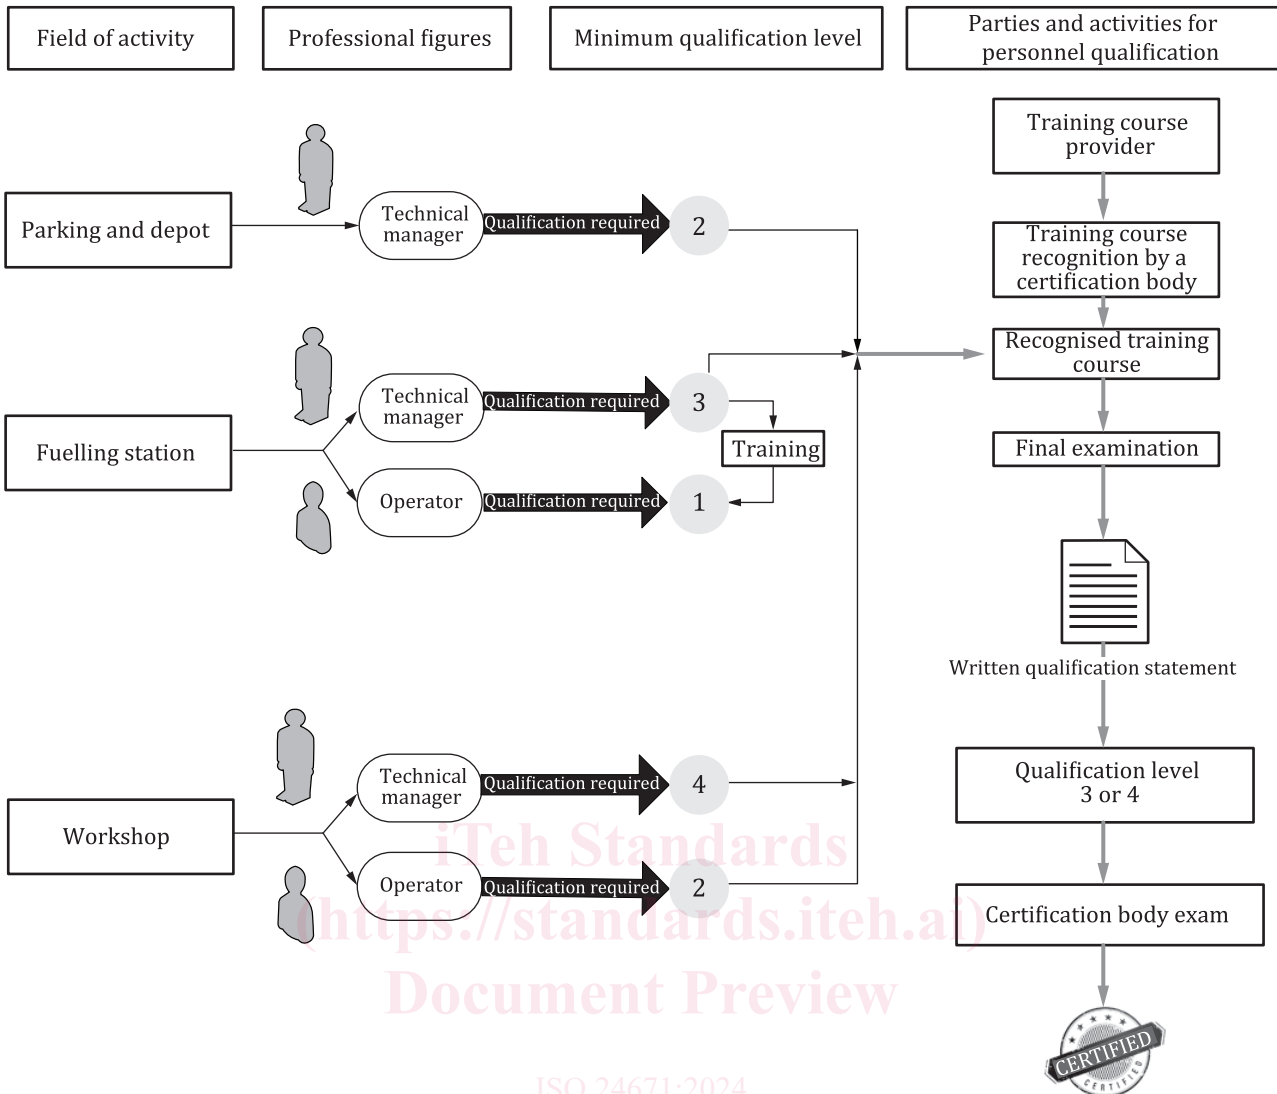 Field of activity
Professional figures
Minimum qualification level
Parties and activities for
personnel qualification
Training course
provider
Parking and depot
Technical
manager
Qualification required
2
Training course
recognition by a
certification body
Recognised training
course
Fuelling station
Technical
manager
Qualification required
3
Training
Operator
Qualification required
1
Final examination
Written qualification statement
Workshop
Technical
manager
Qualification required
4
Operator
Qualification required
2
Qualification level
3 or 4
Certification body exam
CERTIFIED
CERTIFIED
iTeh Standards
(https://standards.iteh.ai)
Document Preview
ISO 24671:2024